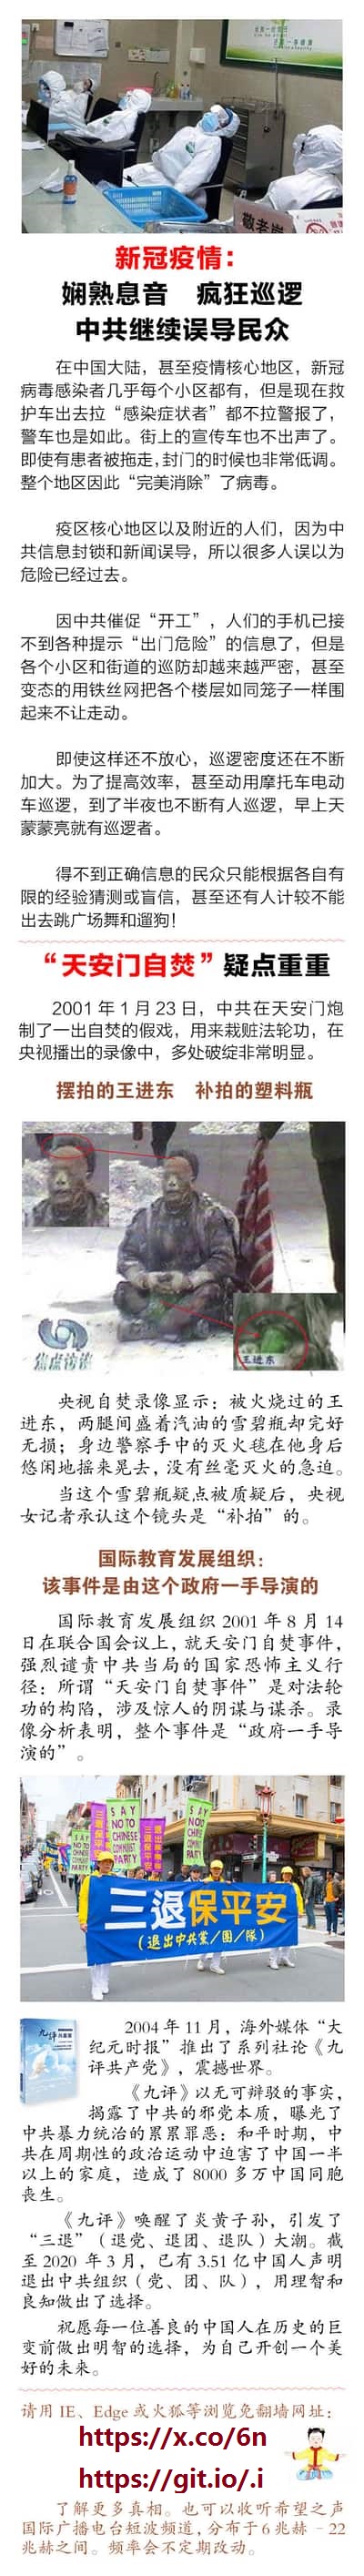 敬老崗
新冠疫情：
娴熟息音 疯狂巡逻
中共继续误导民众
在中国大陆，甚至疫情核心地区，新冠
病毒感染者几乎每个小区都有，但是现在救
护车出去拉“感染症状者”都不拉警报了，
警车也是如此。街上的宣传车也不出声了。
即使有患者被拖走，封门的时候也非常低调。
整个地区因此“完美消除”了病毒。
疫区核心地区以及附近的人们，因为中
共信息封锁和新闻误导，所以很多人误以为
危险已经过去。
因中共催促“开工”，人们的手机已接
不到各种提示“出门危险”的信息了，但是
各个小区和街道的巡防却越来越严密，甚至
变态的用铁丝网把各个楼层如同笼子一样围
起来不让走动。
即使这样还不放心，巡逻密度还在不断
加大。为了提高效率，甚至动用摩托车电动
车巡逻，到了半夜也不断有人巡逻，早上天
蒙蒙亮就有巡逻者。
得不到正确信息的民众只能根据各自有
限的经验猜测或盲信，甚至还有人计较不能
出去跳广场舞和遛狗！
“天安门自焚”疑点重重
2001 年 1 月 23 日，中共在天安门炮
制了一出自焚的假戏，用来栽赃法轮功，在
央视播出的录像中，多处破绽非常明显。
摆拍的王进东 补拍的塑料瓶
焦点访谈
王进东
央视自焚录像显示：被火烧过的王
进东，两腿间盛着汽油的雪碧瓶却完好
无损；身边警察手中的灭火毯在他身后
悠闲地摇来晃去，没有丝毫灭火的急迫。
当这个雪碧瓶疑点被质疑后，央视
女记者承认这个镜头是“补拍”的。
国际教育发展组织：
该事件是由这个政府一手导演的
国际教育发展组织 2001 年 8 月 14
日在联合国会议上，就天安门自焚事件，
强烈谴责中共当局的国家恐怖主义行
径：所谓“天安门自焚事件”是对法轮
功的构陷，涉及惊人的阴谋与谋杀。录
像分析表明，整个事件是“政府一手导
演的”。
SAY NO TO CHINESE COMMUNIST PARTY
SAY NO TO CHINESE COMMUNIST PARTY
三退保平安
(退出中共黨/團/隊)
九评
共产党
2004 年 11 月，海外媒体“大
纪元时报”推出了系列社论《九
评共产党》，震撼世界。
《九评》以无可辩驳的事实，
揭露了中共的邪党本质，曝光了
中共暴力统治的累累罪恶：和平时期，中
共在周期性的政治运动中迫害了中国一半
以上的家庭，造成了 8000 多万中国同胞
丧生。
《九评》唤醒了炎黄子孙，引发了
“三退”（退党、退团、退队）大潮。截
至 2020 年 3 月，已有 3.51 亿中国人声明
退出中共组织（党、团、队），用理智和
良知做出了选择。
祝愿每一位善良的中国人在历史的巨
变前做出明智的选择，为自己开创一个美
好的未来。
请用 IE、Edge 或火狐等浏览免翻墙网址：
https://x.co/6n
https://git.io/.i
了解更多真相。也可以收听希望之声
国际广播电台短波频道，分布于 6 兆赫 – 22
兆赫之间。频率会不定期改动。